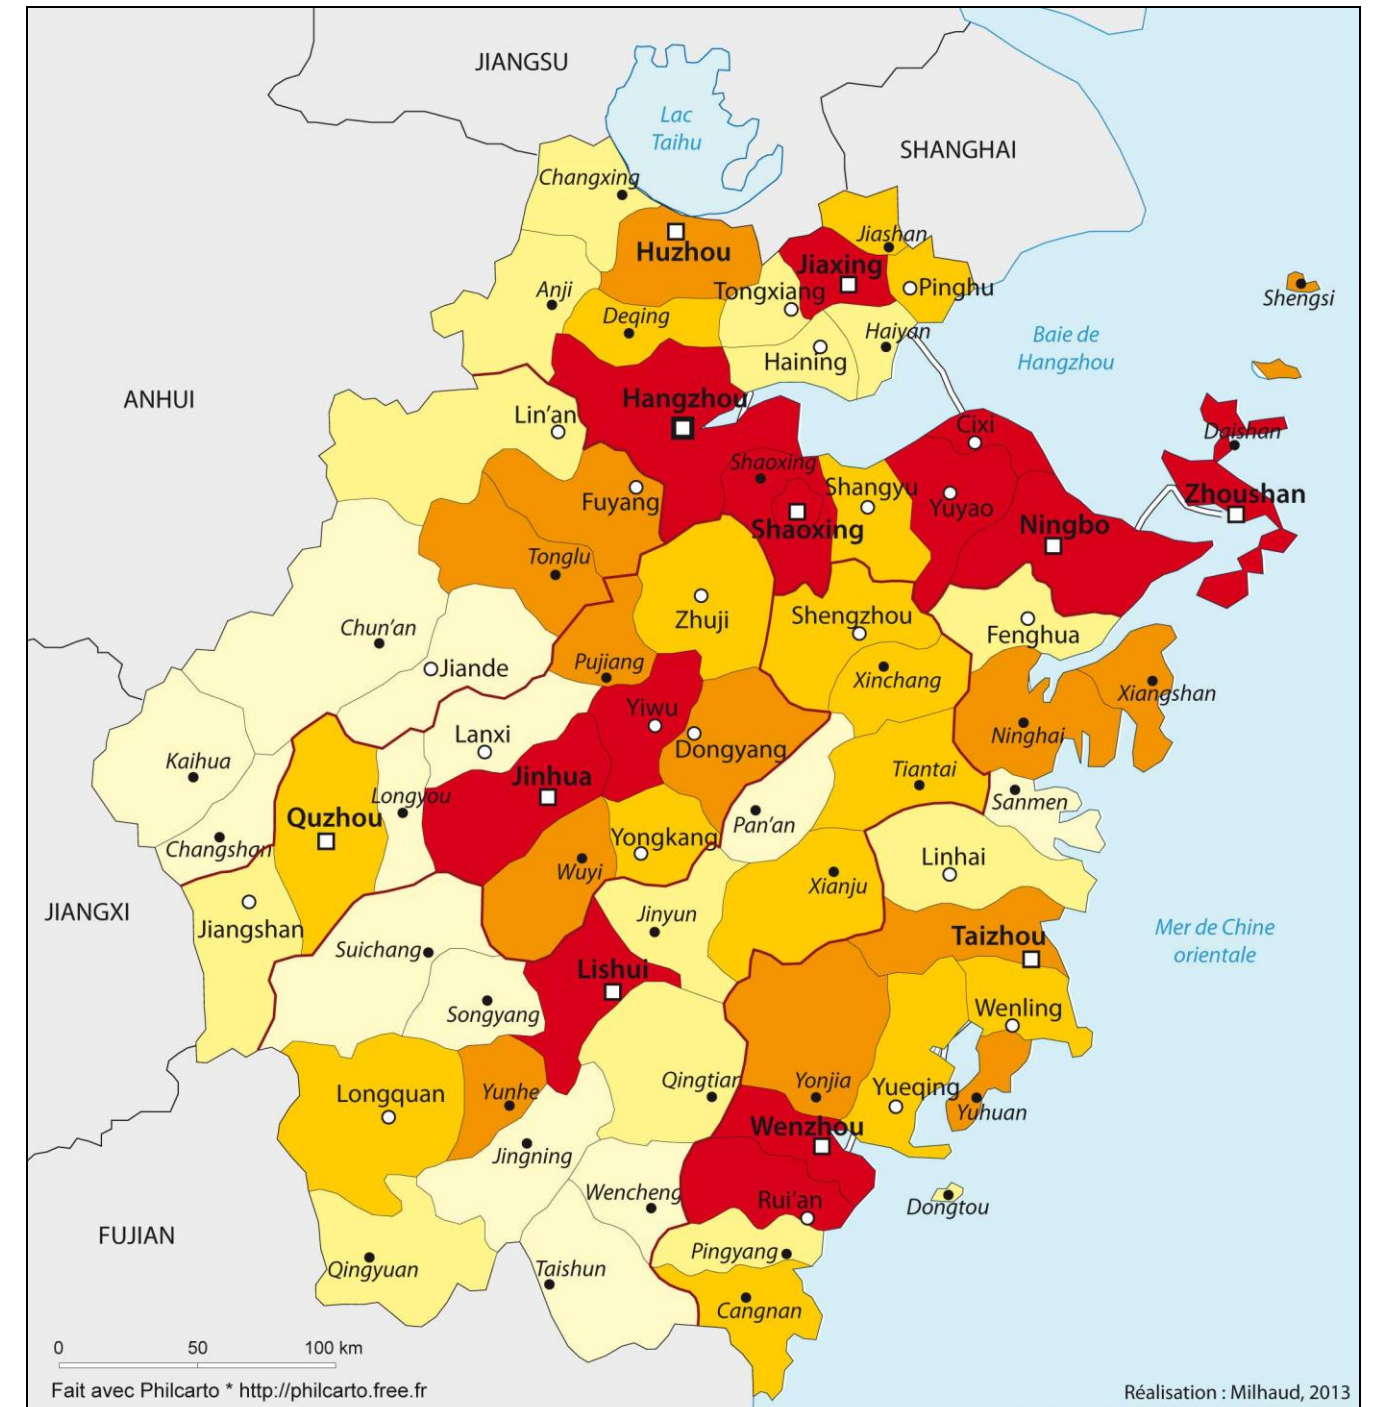 JIANGSU
Lac
Taihu
SHANGHAI
Changxing
Huzhou
Jiashan
Jiaxing
Anji
Tongxiang
Pinghu
Shengsi
Deqing
Haiyan
Baie de
Hangzhou
Haining
ANHUI
Hangzhou
Lin'an
Cixi
Daishan
Shaoxing
Shangyu
Fuyang
Yuyao
Zhoushan
Shaoxing
Ningbo
Tonglu
Zhuji
Shengzhou
Chun'an
Fenghua
Jiande
Pujiang
Xinchang
Xiangshan
Yiwu
Lanxi
Dongyang
Ninghai
Kaihua
Jinhua
Tiantai
Longyou
Sanmen
Quzhou
Pan'an
Changshan
Yongkang
Linhai
Wuyi
Xianju
JIANGXI
Jiangshan
Jinyun
Suichang
Taizhou
Mer de Chine
orientale
Lishui
Songyang
Wenling
Longquan
Yunhe
Qingtian
Yonjia
Yueqing
Yuhuan
Wenzhou
Jingning
Wencheng
Rui'an
Dongtou
FUJIAN
Pingyang
Qingyuan
Taishun
Cangnan
0 50 100 km
Fait avec Philcarto * http://philcarto.free.fr
Réalisation : Milhaud, 2013